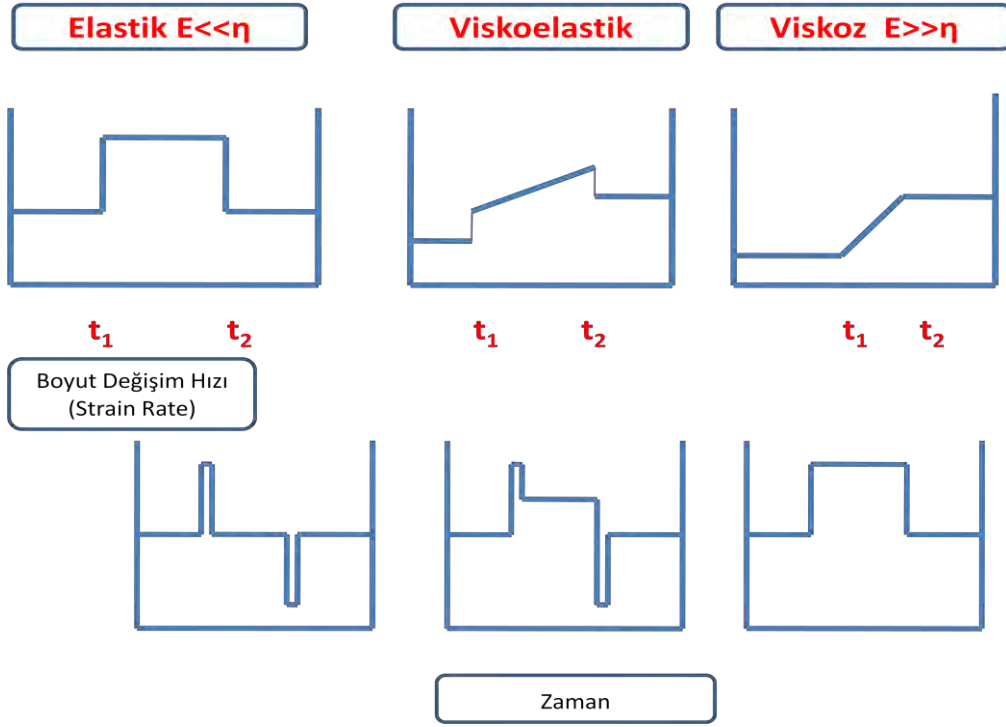 Elastik E<<η
Viskoelastik
Viskoz E>>η
t₁
t₂
t₁
t₂
t₁
t₂
Boyut Değişim Hızı
(Strain Rate)
Zaman